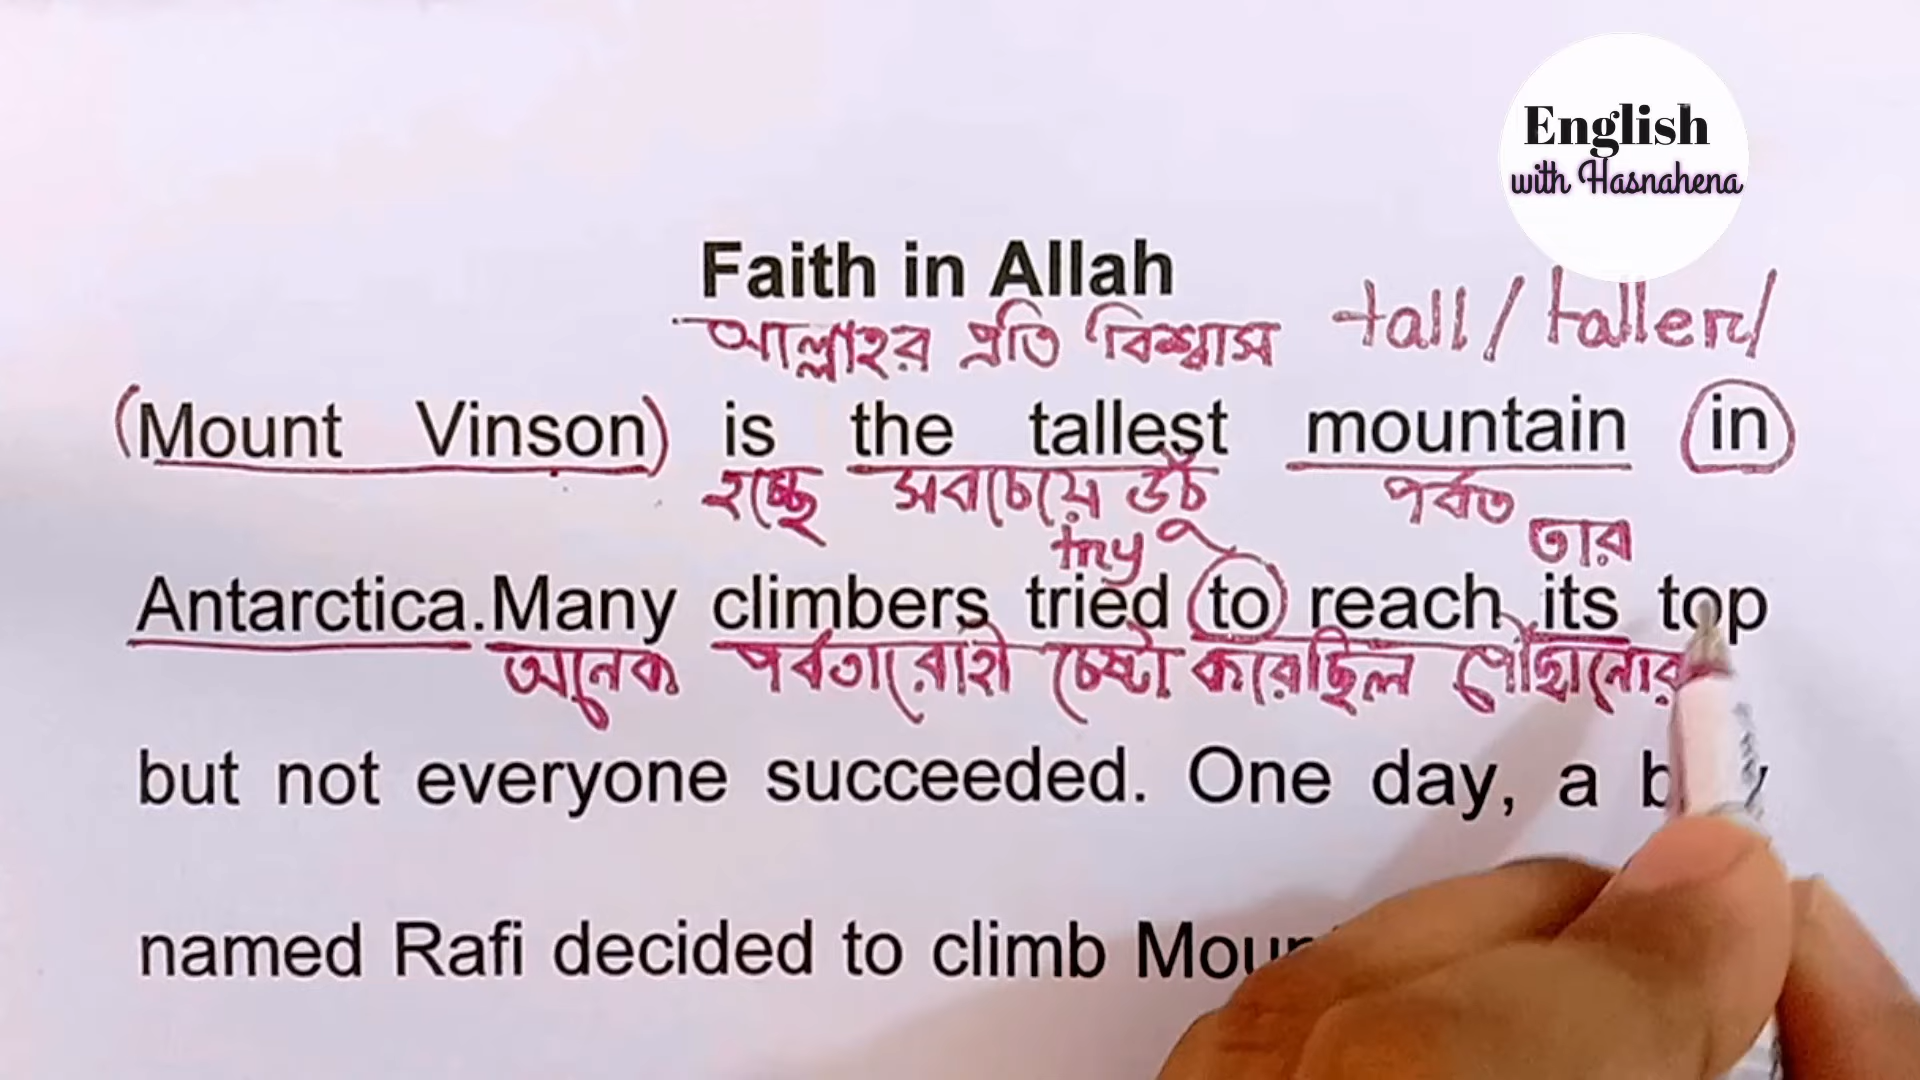 English
with Hasnahena
Faith in Allah
আল্লাহর প্রতি বিশ্বাস tall / taller/
(Mount Vinson) is the tallest mountain in
হচ্ছে সবচেয়ে উঁচু পর্বত
try তার
Antarctica.Many climbers tried to reach its top
অনেক পর্বতারোহী চেষ্টা করেছিল পৌঁছানোর
but not everyone succeeded. One day, a
named Rafi decided to climb